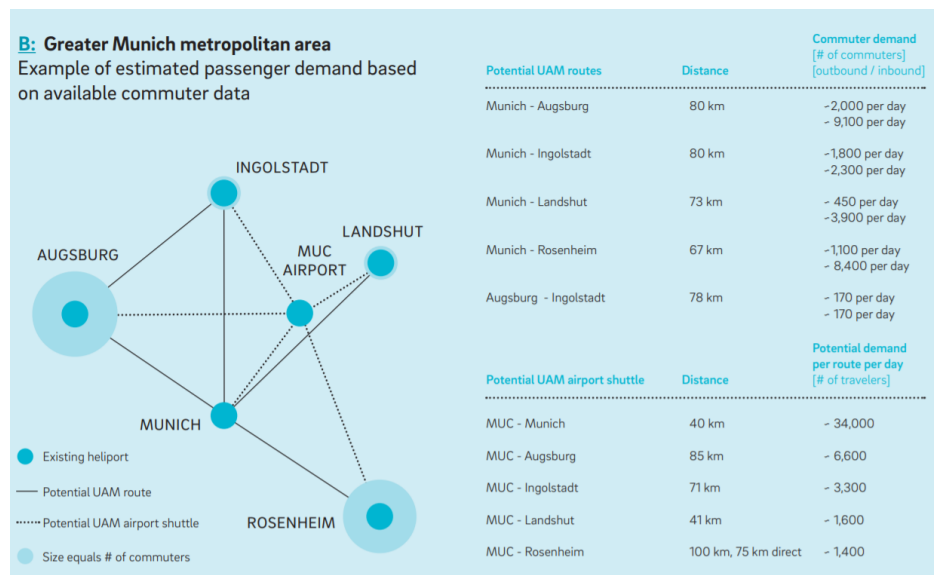 B: Greater Munich metropolitan area
Example of estimated passenger demand based
on available commuter data
INGOLSTADT
LANDSHUT
MUC
AIRPORT
AUGSBURG
MUNICH
ROSENHEIM
Existing heliport
Potential UAM route
Potential UAM airport shuttle
Size equals # of commuters
Commuter demand
[# of commuters]
Potential UAM routes Distance [outbound / inbound]
Munich - Augsburg 80 km ~2,000 per day
~ 9,100 per day
Munich - Ingolstadt 80 km ~1,800 per day
~2,300 per day
Munich - Landshut 73 km ~ 450 per day
~3,900 per day
Munich - Rosenheim 67 km ~1,100 per day
~ 8,400 per day
Augsburg - Ingolstadt 78 km ~ 170 per day
~ 170 per day
Potential demand
per route per day
Potential UAM airport shuttle Distance [# of travelers]
MUC - Munich 40 km ~ 34,000
MUC - Augsburg 85 km ~ 6,600
MUC - Ingolstadt 71 km ~ 3,300
MUC - Landshut 41 km ~ 1,600
MUC - Rosenheim 100 km, 75 km direct ~ 1,400